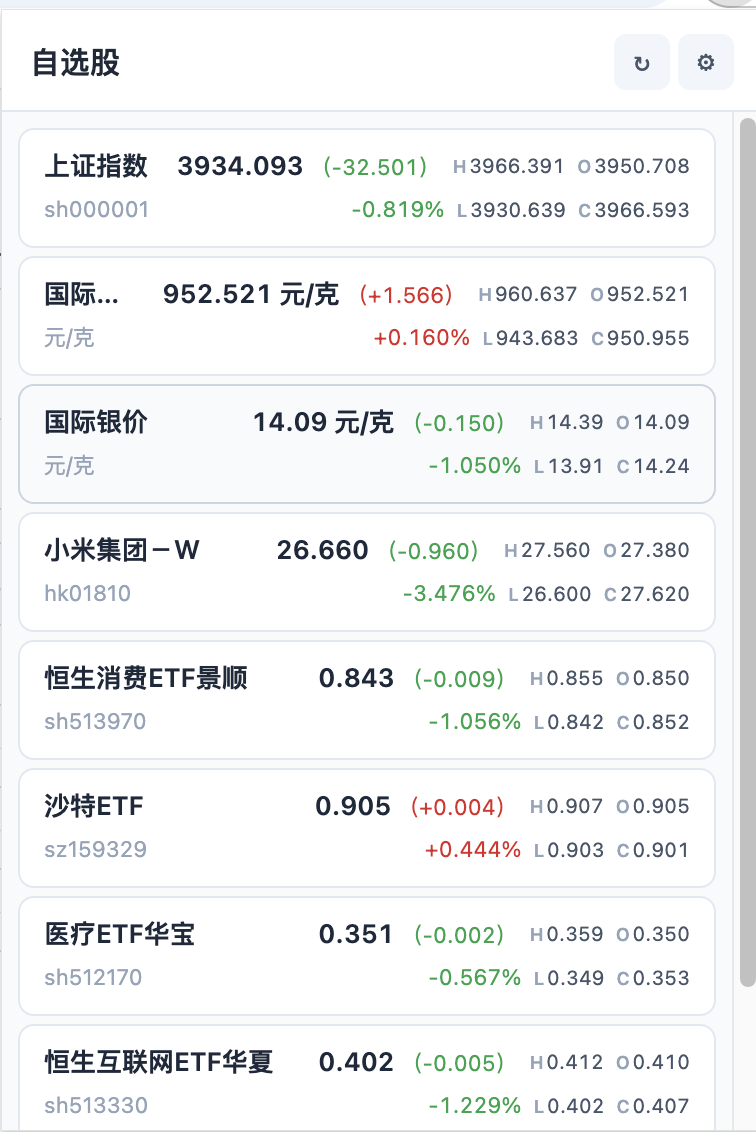 自选股
↻ ⚙
上证指数 3934.093 (-32.501) H3966.391 O3950.708
sh000001 -0.819% L3930.639 C3966.593
国际... 952.521 元/克 (+1.566) H960.637 O952.521
元/克 +0.160% L943.683 C950.955
国际银价 14.09 元/克 (-0.150) H14.39 O14.09
元/克 -1.050% L13.91 C14.24
小米集团－W 26.660 (-0.960) H27.560 O27.380
hk01810 -3.476% L26.600 C27.620
恒生消费ETF景顺 0.843 (-0.009) H0.855 O0.850
sh513970 -1.056% L0.842 C0.852
沙特ETF 0.905 (+0.004) H0.907 O0.905
sz159329 +0.444% L0.903 C0.901
医疗ETF华宝 0.351 (-0.002) H0.359 O0.350
sh512170 -0.567% L0.349 C0.353
恒生互联网ETF华夏 0.402 (-0.005) H0.412 O0.410
sh513330 -1.229% L0.402 C0.407